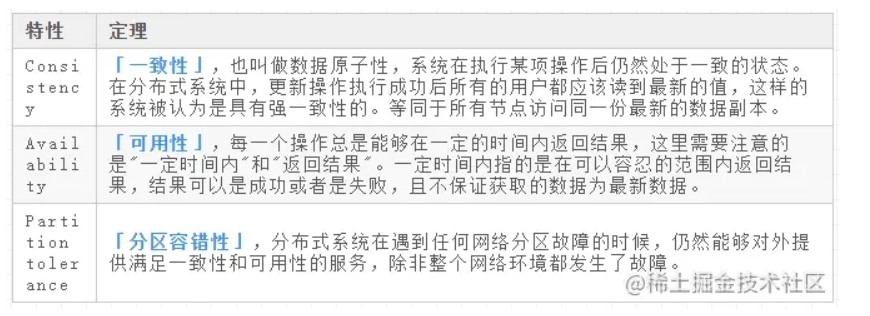 特性 定理
Consi
stenc
y
「一致性」，也叫做数据原子性，系统在执行某项操作后仍然处于一致的状态。
在分布式系统中，更新操作执行成功后所有的用户都应该读到最新的值，这样的
系统被认为是具有强一致性的。等同于所有节点访问同一份最新的数据副本。
Avail
abili
ty
「可用性」，每一个操作总是能够在一定的时间内返回结果，这里需要注意的
是"一定时间内"和"返回结果"。一定时间内指的是在可以容忍的范围内返回结
果，结果可以是成功或者是失败，且不保证获取的数据为最新数据。
Parti
tion
toler
ance
「分区容错性」，分布式系统在遇到任何网络分区故障的时候，仍然能够对外提
供满足一致性和可用性的服务，除非整个网络环境都发生了故障。
@稀土掘金技术社区